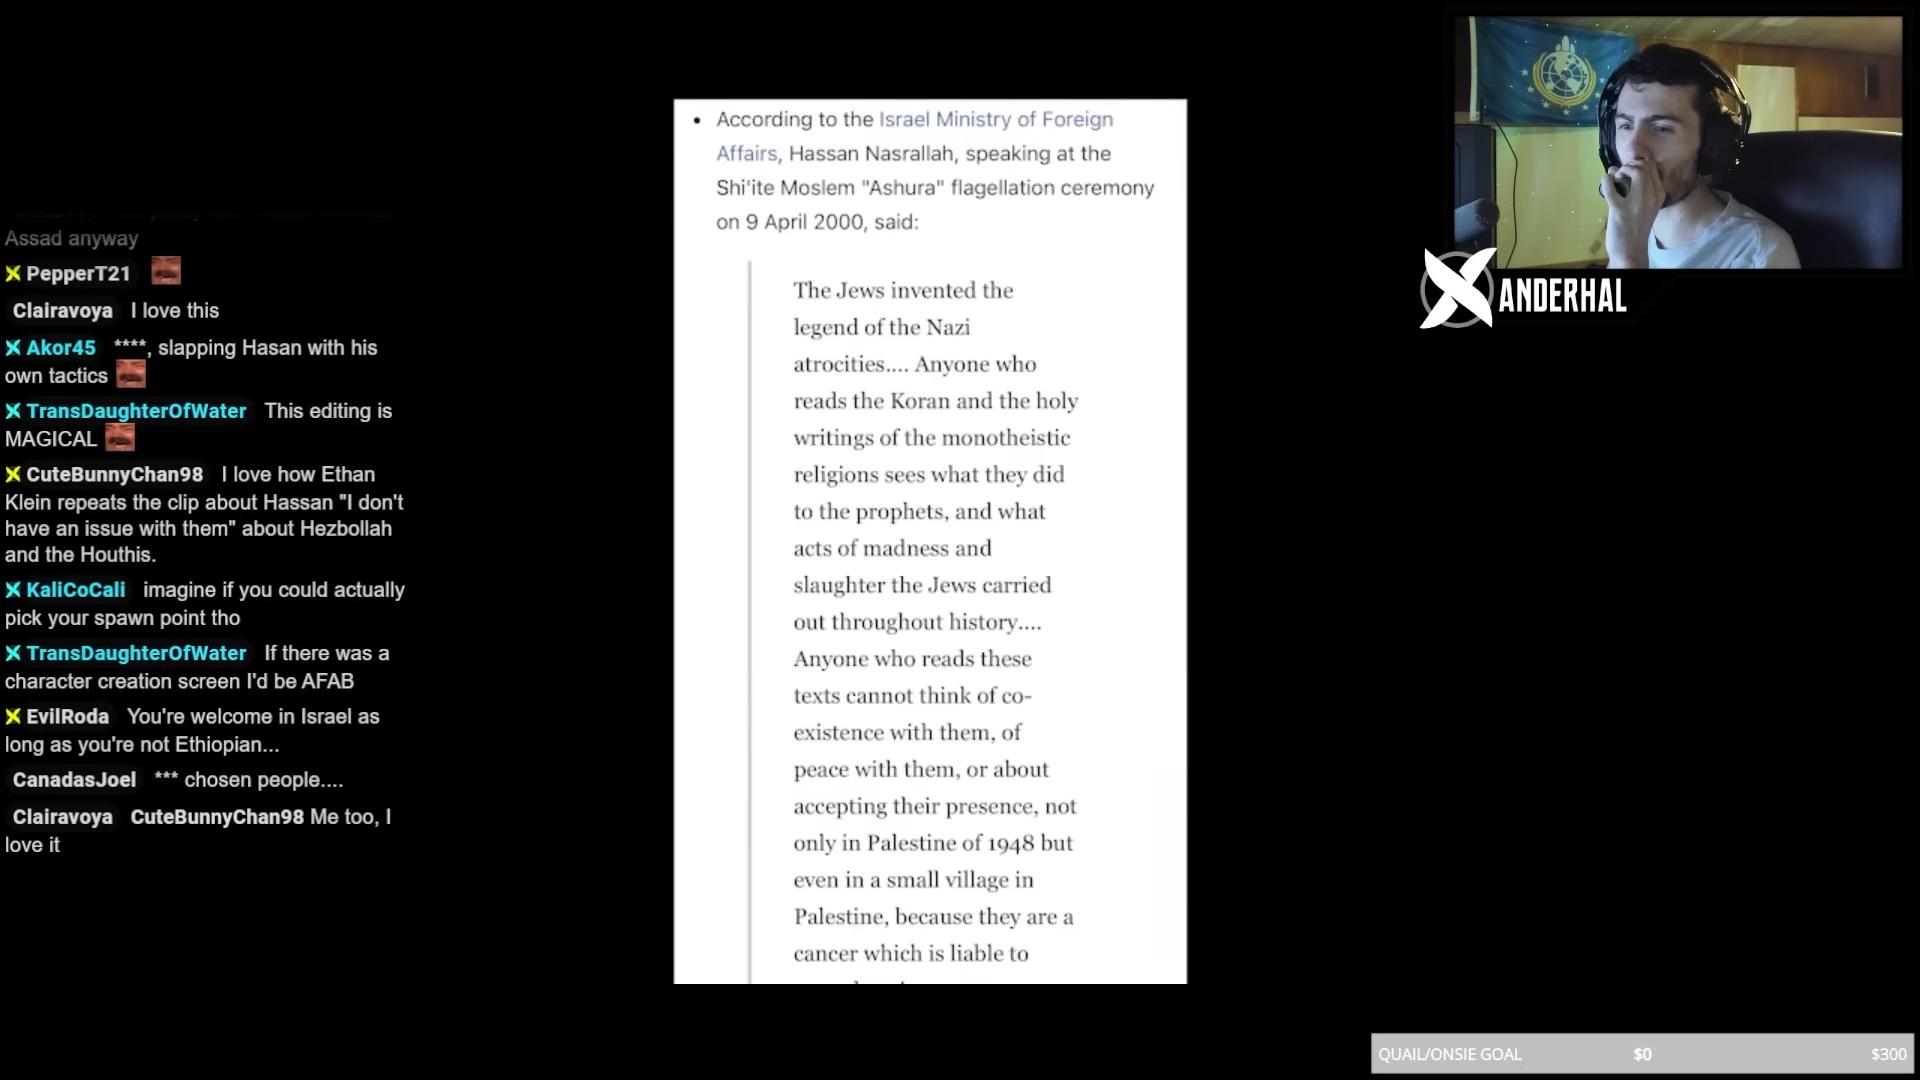 Assad anyway
PepperT21
Clairavoya I love this
Akor45 ****, slapping Hasan with his
own tactics
TransDaughterOfWater This editing is
MAGICAL
CuteBunnyChan98 I love how Ethan
Klein repeats the clip about Hassan "I don't
have an issue with them" about Hezbollah
and the Houthis.
KaliCoCali imagine if you could actually
pick your spawn point tho
TransDaughterOfWater If there was a
character creation screen I'd be AFAB
EvilRoda You're welcome in Israel as
long as you're not Ethiopian...
CanadasJoel *** chosen people....
Clairavoya CuteBunnyChan98 Me too, I
love it
• According to the Israel Ministry of Foreign
Affairs, Hassan Nasrallah, speaking at the
Shi'ite Moslem "Ashura" flagellation ceremony
on 9 April 2000, said:
The Jews invented the
legend of the Nazi
atrocities.... Anyone who
reads the Koran and the holy
writings of the monotheistic
religions sees what they did
to the prophets, and what
acts of madness and
slaughter the Jews carried
out throughout history....
Anyone who reads these
texts cannot think of co-
existence with them, of
peace with them, or about
accepting their presence, not
only in Palestine of 1948 but
even in a small village in
Palestine, because they are a
cancer which is liable to
XANDERHAL
QUAIL/ONSIE GOAL $0 $300